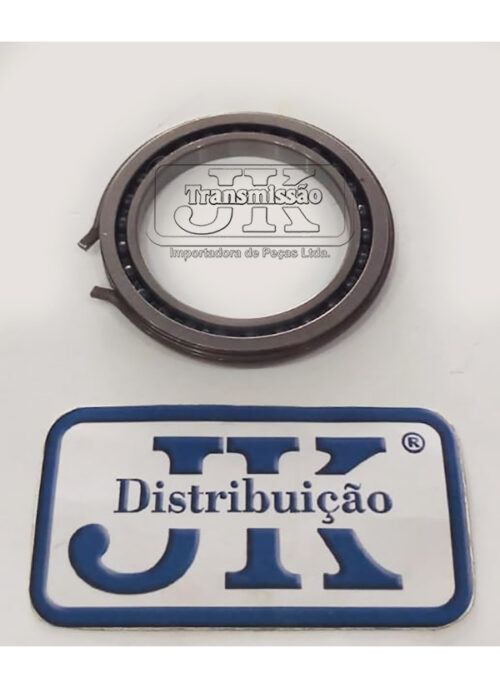 JK
Transmissão
Importadora de Peças Ltda.
JK®
Distribuição